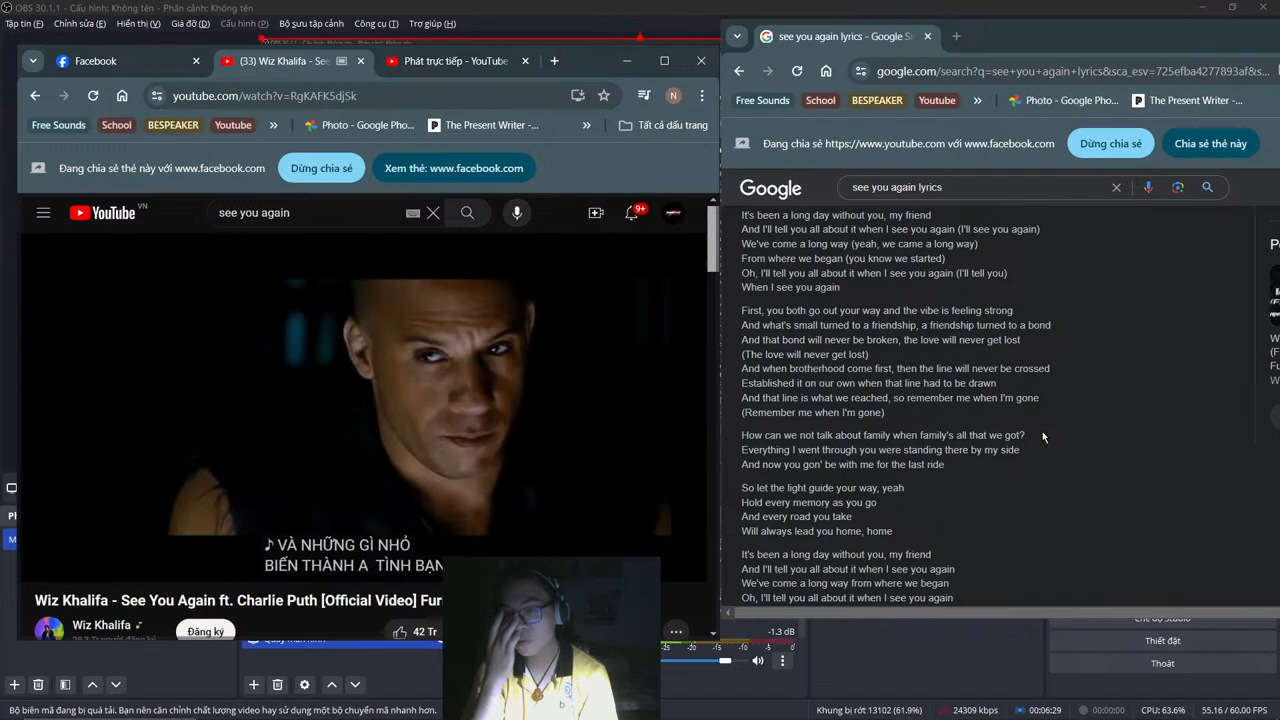 OBS 30.1.1 - Cấu hình: Không tên - Phân cảnh: Không tên
Tập tin (F) Chỉnh sửa (E) Hiển thị (V) Giá đỡ (D) Cấu hình (P) Bộ sưu tập cảnh Công cụ (T) Trợ giúp (H)
Facebook (33) Wiz Khalifa - See Phát trực tiếp - YouTube
youtube.com/watch?v=RgKAFK5djSk
Free Sounds School BESPEAKER Youtube » Photo - Google Pho... The Present Writer -... » Tất cả dấu trang
Đang chia sẻ thẻ này với www.facebook.com Dừng chia sẻ Xem thẻ: www.facebook.com
YouTube VN see you again 9+
♪ VÀ NHỮNG GÌ NHỎ
BIẾN THÀNH A TÌNH BẠN
Wiz Khalifa - See You Again ft. Charlie Puth [Official Video] Furi
Wiz Khalifa ♪
Đăng ký 42 Tr
see you again lyrics - Google Se
google.com/search?q=see+you+again+lyrics&sca_esv=725efba4277893af&s...
Free Sounds School BESPEAKER Youtube » Photo - Google Pho... The Present Writer -...
Đang chia sẻ https://www.youtube.com với www.facebook.com Dừng chia sẻ Chia sẻ thẻ này
Google see you again lyrics
It's been a long day without you, my friend
And I'll tell you all about it when I see you again (I'll see you again)
We've come a long way (yeah, we came a long way)
From where we began (you know we started)
Oh, I'll tell you all about it when I see you again (I'll tell you)
When I see you again
First, you both go out your way and the vibe is feeling strong
And what's small turned to a friendship, a friendship turned to a bond
And that bond will never be broken, the love will never get lost
(The love will never get lost)
And when brotherhood come first, then the line will never be crossed
Established it on our own when that line had to be drawn
And that line is what we reached, so remember me when I'm gone
(Remember me when I'm gone)
How can we not talk about family when family's all that we got?
Everything I went through you were standing there by my side
And now you gon' be with me for the last ride
So let the light guide your way, yeah
Hold every memory as you go
And every road you take
Will always lead you home, home
It's been a long day without you, my friend
And I'll tell you all about it when I see you again
We've come a long way from where we began
Oh, I'll tell you all about it when I see you again
-1.3 dB
Thiết đặt
Thoát
Bộ biên mã đang bị quá tải. Bạn nên cân chỉnh chất lượng video hay sử dụng một bộ chuyển mã nhanh hơn.
Khung bị rớt 13102 (61.9%) 24309 kbps 00:06:29 00:00:00 CPU: 63.6% 55.16 / 60.00 FPS